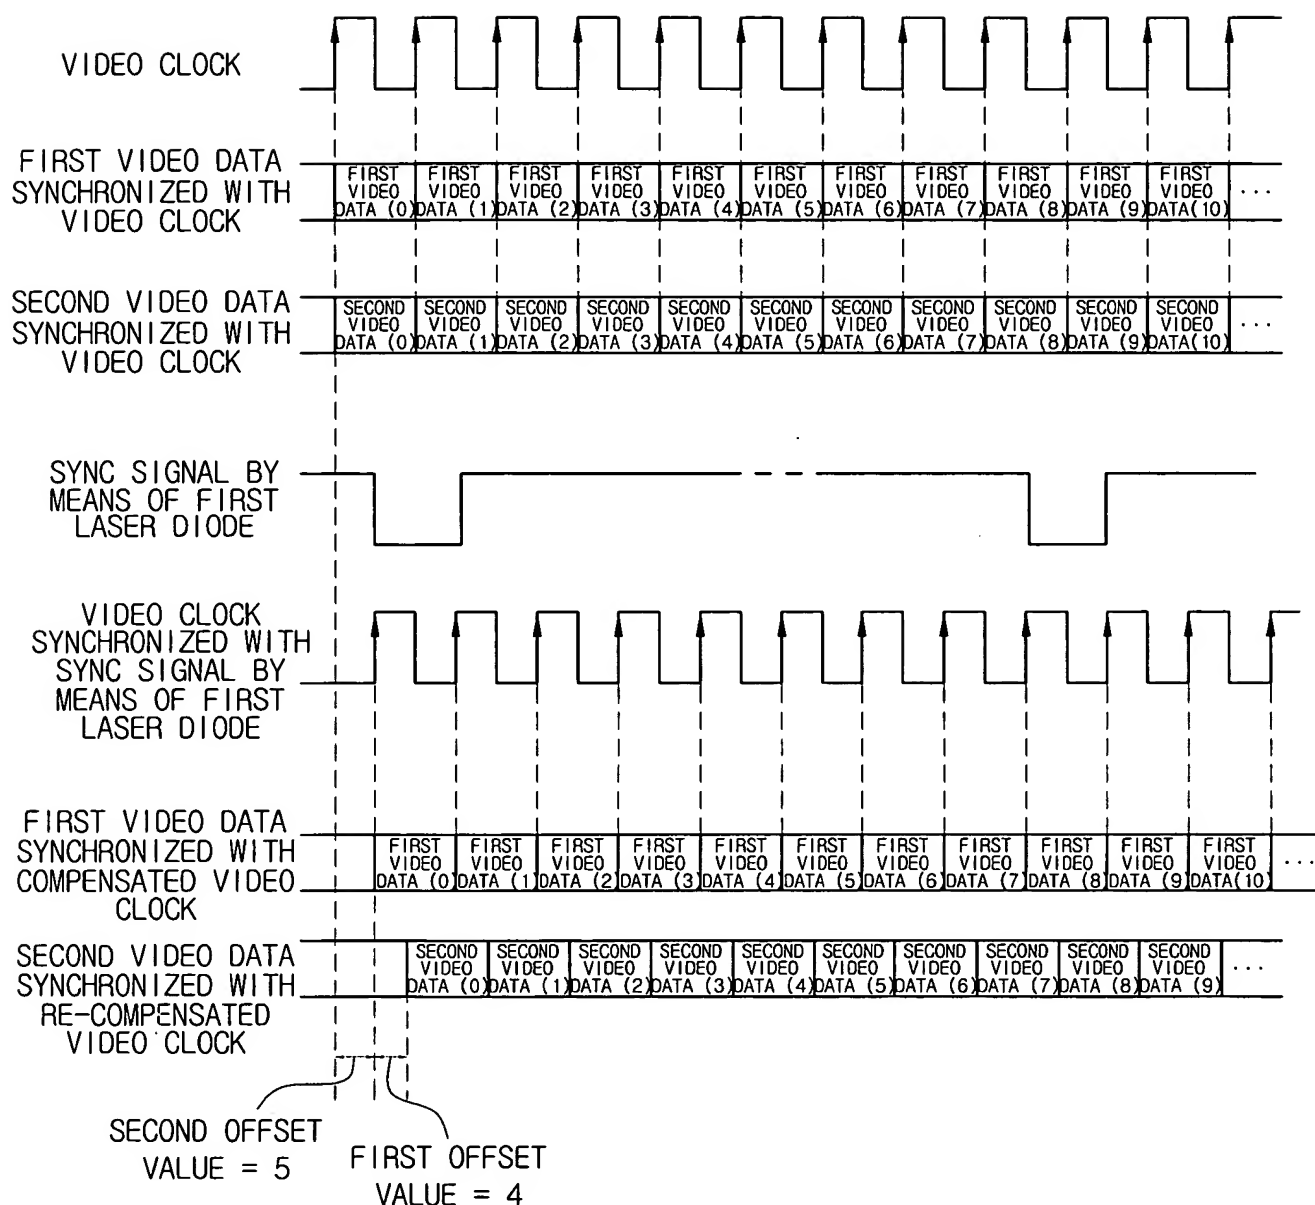 VIDEO CLOCK
FIRST VIDEO DATA
SYNCHRONIZED WITH
VIDEO CLOCK
FIRST VIDEO DATA (0)
FIRST VIDEO DATA (1)
FIRST VIDEO DATA (2)
FIRST VIDEO DATA (3)
FIRST VIDEO DATA (4)
FIRST VIDEO DATA (5)
FIRST VIDEO DATA (6)
FIRST VIDEO DATA (7)
FIRST VIDEO DATA (8)
FIRST VIDEO DATA (9)
FIRST VIDEO DATA(10)
...
SECOND VIDEO DATA
SYNCHRONIZED WITH
VIDEO CLOCK
SECOND VIDEO DATA (0)
SECOND VIDEO DATA (1)
SECOND VIDEO DATA (2)
SECOND VIDEO DATA (3)
SECOND VIDEO DATA (4)
SECOND VIDEO DATA (5)
SECOND VIDEO DATA (6)
SECOND VIDEO DATA (7)
SECOND VIDEO DATA (8)
SECOND VIDEO DATA (9)
SECOND VIDEO DATA(10)
...
SYNC SIGNAL BY
MEANS OF FIRST
LASER DIODE
VIDEO CLOCK
SYNCHRONIZED WITH
SYNC SIGNAL BY
MEANS OF FIRST
LASER DIODE
FIRST VIDEO DATA
SYNCHRONIZED WITH
COMPENSATED VIDEO
CLOCK
FIRST VIDEO DATA (0)
FIRST VIDEO DATA (1)
FIRST VIDEO DATA (2)
FIRST VIDEO DATA (3)
FIRST VIDEO DATA (4)
FIRST VIDEO DATA (5)
FIRST VIDEO DATA (6)
FIRST VIDEO DATA (7)
FIRST VIDEO DATA (8)
FIRST VIDEO DATA (9)
FIRST VIDEO DATA(10)
...
SECOND VIDEO DATA
SYNCHRONIZED WITH
RE-COMPENSATED
VIDEO CLOCK
SECOND VIDEO DATA (0)
SECOND VIDEO DATA (1)
SECOND VIDEO DATA (2)
SECOND VIDEO DATA (3)
SECOND VIDEO DATA (4)
SECOND VIDEO DATA (5)
SECOND VIDEO DATA (6)
SECOND VIDEO DATA (7)
SECOND VIDEO DATA (8)
SECOND VIDEO DATA (9)
...
SECOND OFFSET
VALUE = 5
FIRST OFFSET
VALUE = 4